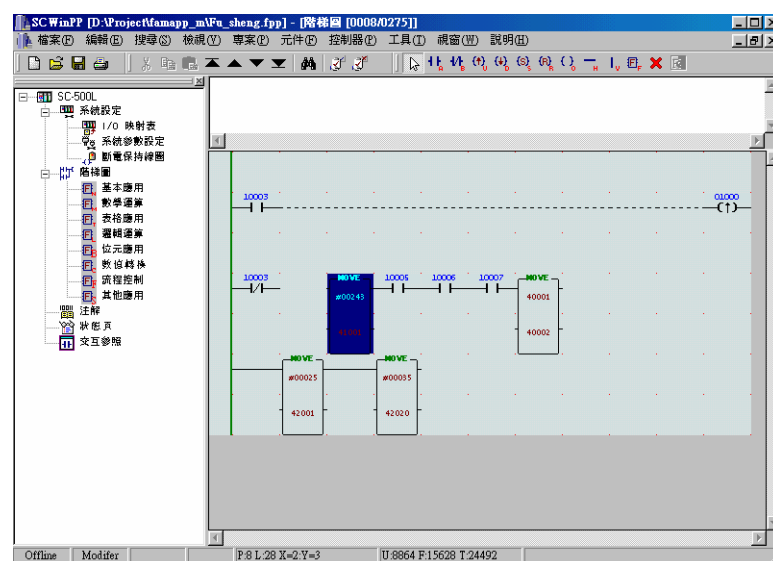 SCWinPP [D:\Project\famapp_m\Fu_sheng.fpp] - [階梯圖 [0008/0275]]
檔案(F) 編輯(E) 搜尋(S) 檢視(V) 專案(P) 元件(F) 控制器(P) 工具(T) 視窗(W) 說明(H)
SC-500L
系統設定
I/O 映射表
系統參數設定
斷電保持線圈
階梯圖
基本應用
數學運算
表格應用
邏輯運算
位元應用
數值轉換
流程控制
其他應用
注解
狀態頁
交互參照
10003 01000
10003 MOVE 10005 10006 10007 MOVE
#00243 40001
41001 40002
MOVE MOVE
#00025 #00035
42001 42020
Offline Modifer P:8 L:28 X=2:Y=3 U:8864 F:15628 T:24492